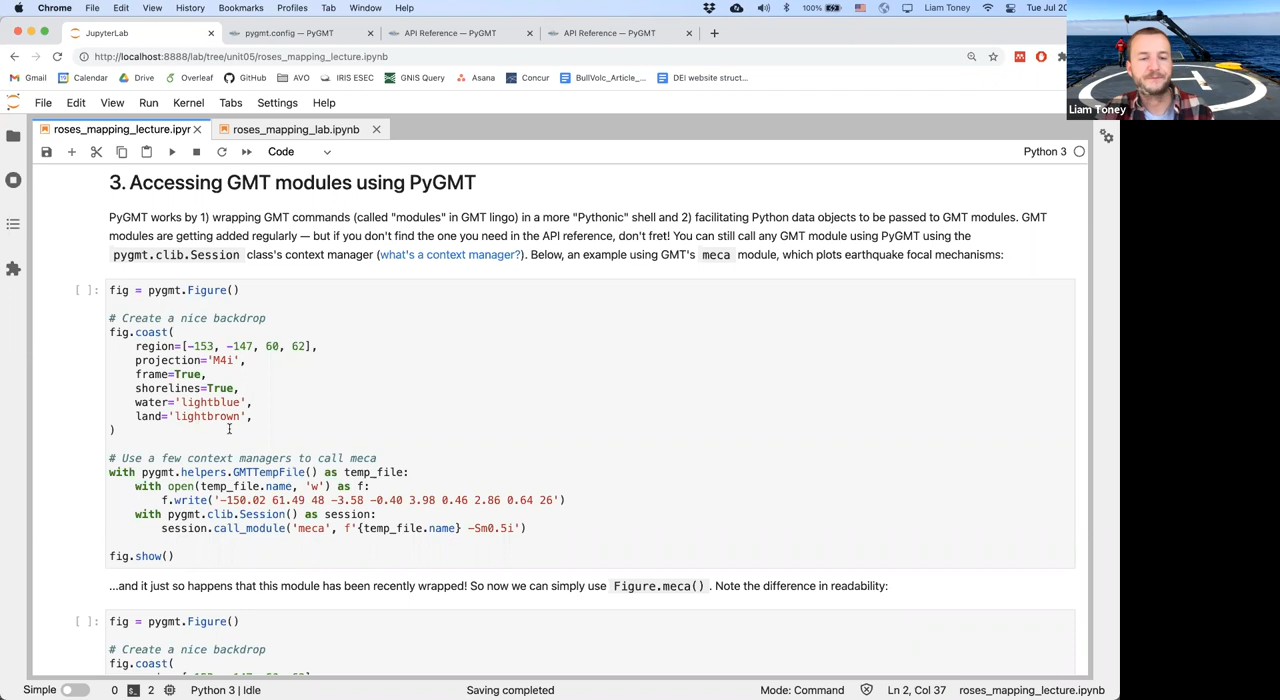 Chrome File Edit View History Bookmarks Profiles Tab Window Help 100% Liam Toney Tue Jul 20
JupyterLab pygmt.config — PyGMT API Reference — PyGMT API Reference — PyGMT
http://localhost:8888/lab/tree/unit05/roses_mapping_lecture.ipynb
Gmail Calendar Drive Overleaf GitHub AVO IRIS ESEC GNIS Query Asana Concur BullVolc_Article_... DEI website struct...
File Edit View Run Kernel Tabs Settings Help
Liam Toney
roses_mapping_lecture.ipyr roses_mapping_lab.ipynb
Code Python 3
3. Accessing GMT modules using PyGMT
PyGMT works by 1) wrapping GMT commands (called "modules" in GMT lingo) in a more "Pythonic" shell and 2) facilitating Python data objects to be passed to GMT modules. GMT
modules are getting added regularly — but if you don't find the one you need in the API reference, don't fret! You can still call any GMT module using PyGMT using the
pygmt.clib.Session class's context manager (what's a context manager?). Below, an example using GMT's meca module, which plots earthquake focal mechanisms:
[ ]: fig = pygmt.Figure()
# Create a nice backdrop
fig.coast(
region=[-153, -147, 60, 62],
projection='M4i',
frame=True,
shorelines=True,
water='lightblue',
land='lightbrown',
)
# Use a few context managers to call meca
with pygmt.helpers.GMTTempFile() as temp_file:
with open(temp_file.name, 'w') as f:
f.write('-150.02 61.49 48 -3.58 -0.40 3.98 0.46 2.86 0.64 26')
with pygmt.clib.Session() as session:
session.call_module('meca', f'{temp_file.name} -Sm0.5i')
fig.show()
...and it just so happens that this module has been recently wrapped! So now we can simply use Figure.meca(). Note the difference in readability:
[ ]: fig = pygmt.Figure()
# Create a nice backdrop
fig.coast(
Simple 0 2 Python 3 | Idle Saving completed Mode: Command Ln 2, Col 37 roses_mapping_lecture.ipynb